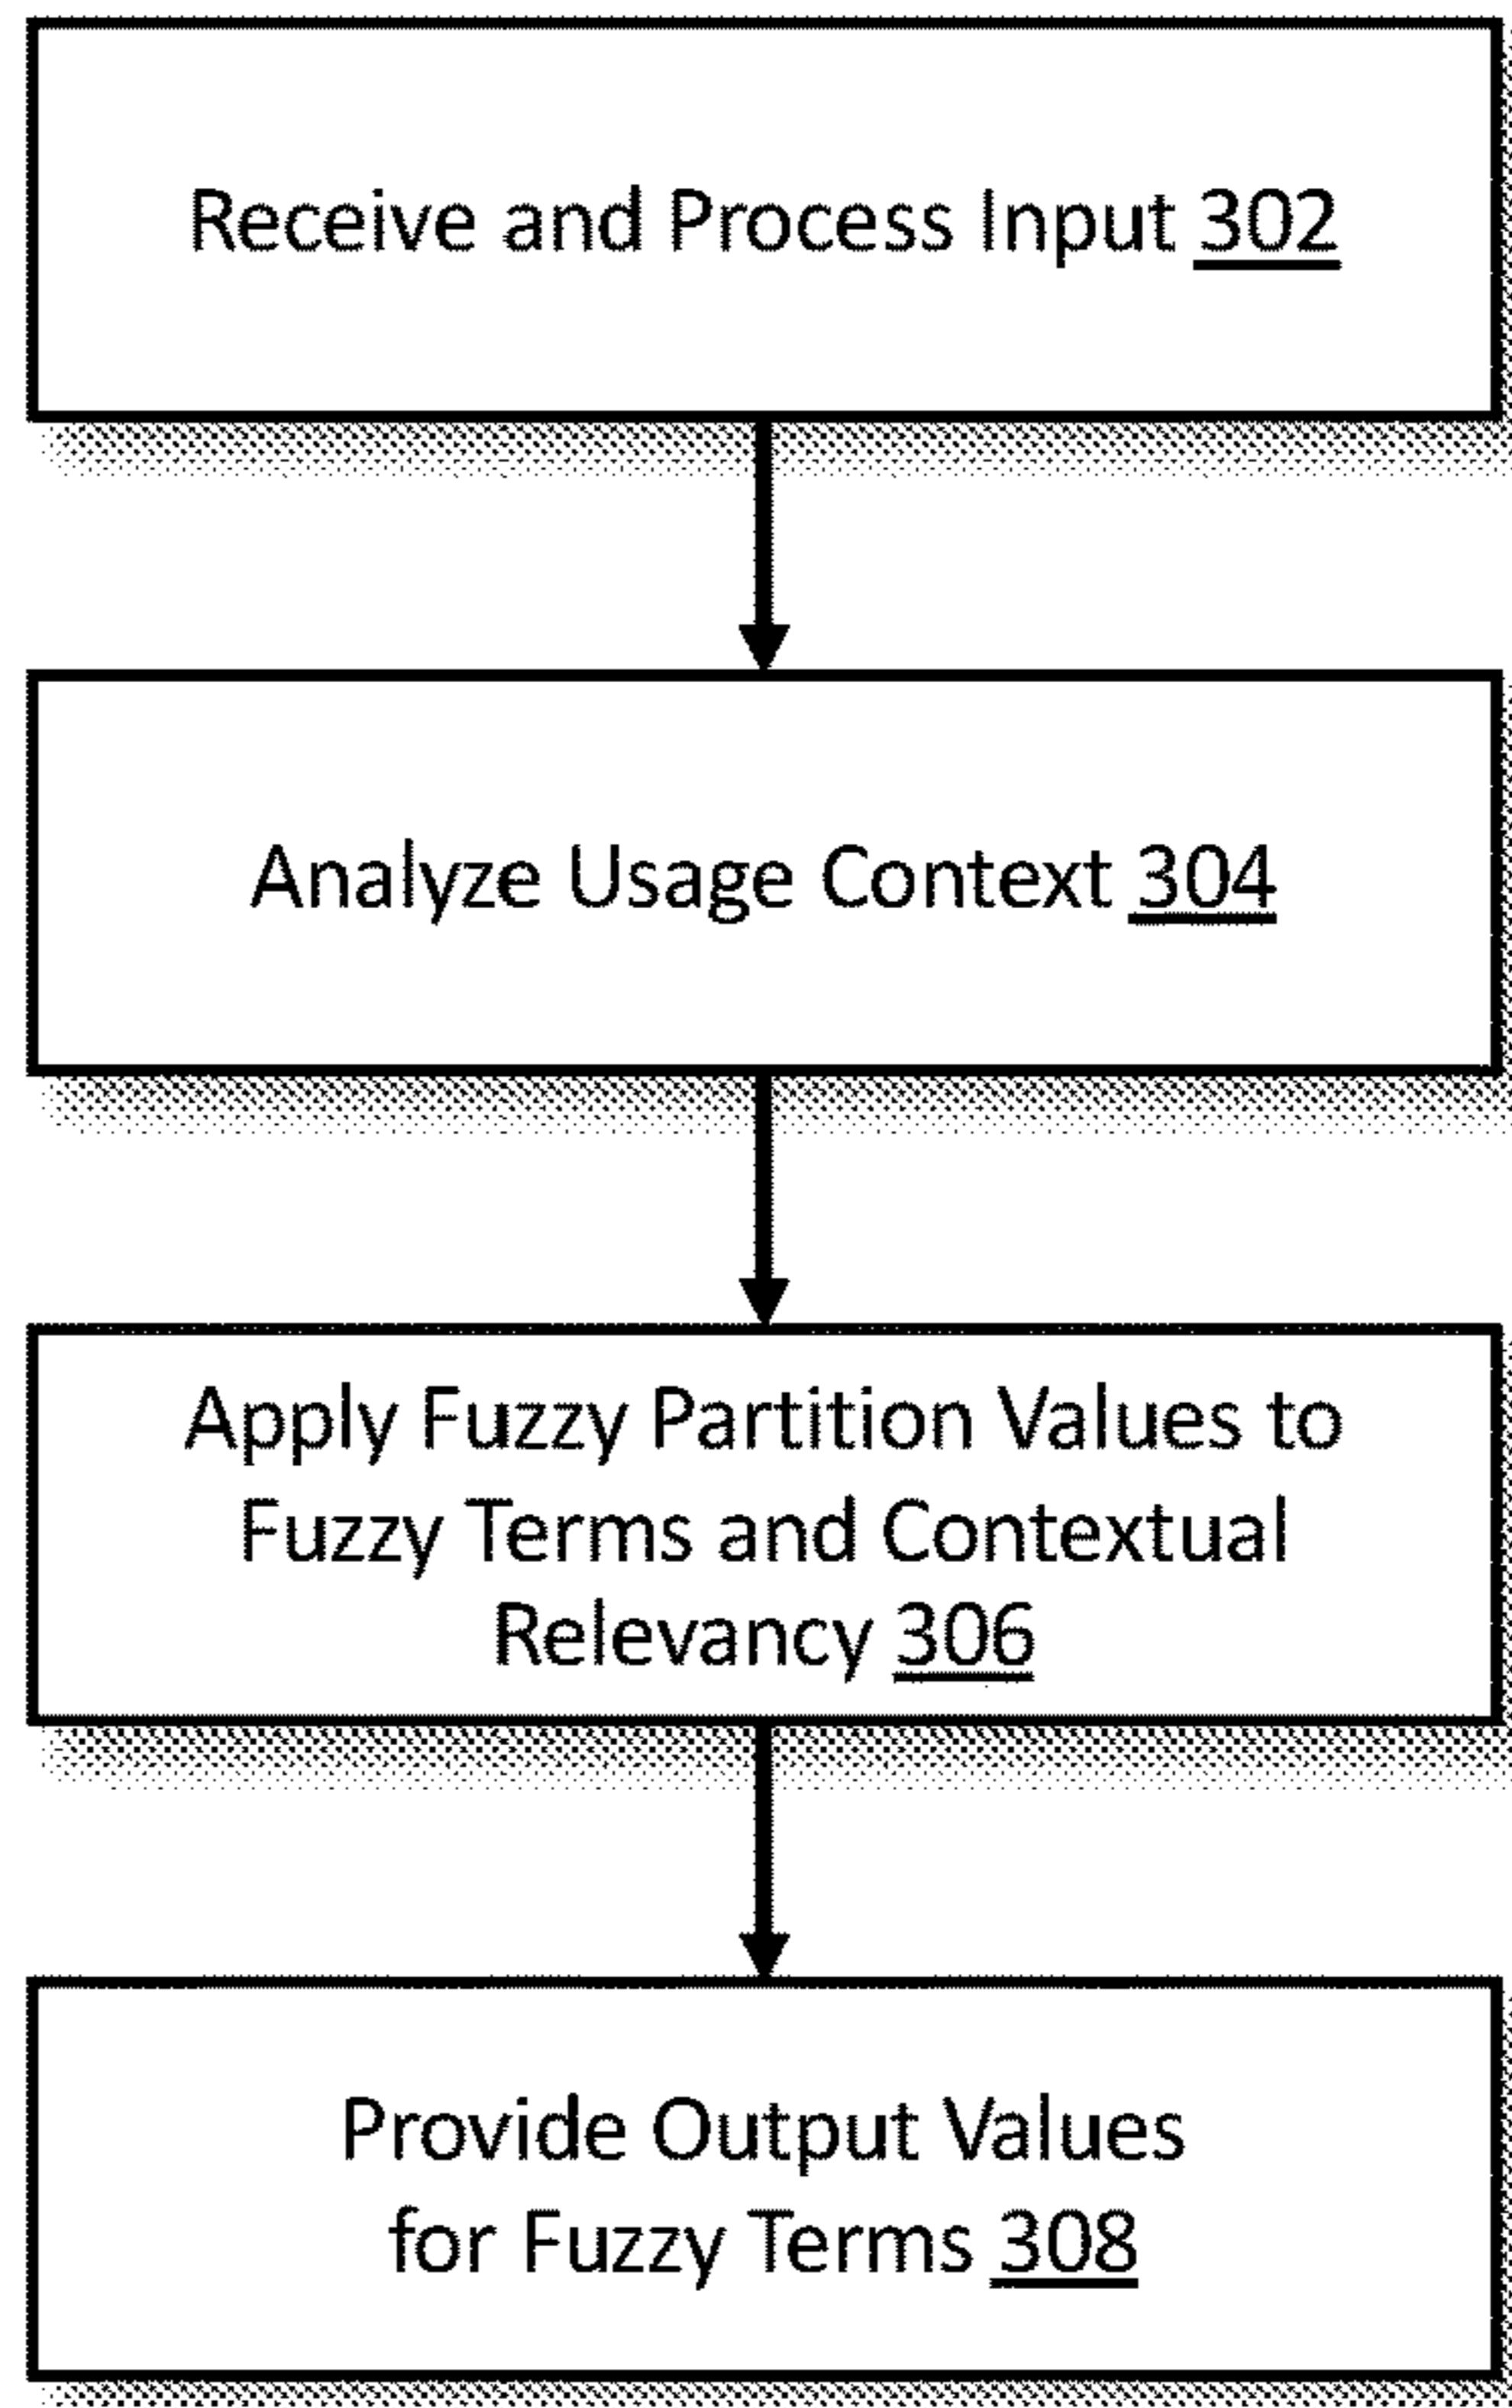 Receive and Process Input 302
Analyze Usage Context 304
Apply Fuzzy Partition Values to
Fuzzy Terms and Contextual
Relevancy 306
Provide Output Values
for Fuzzy Terms 308